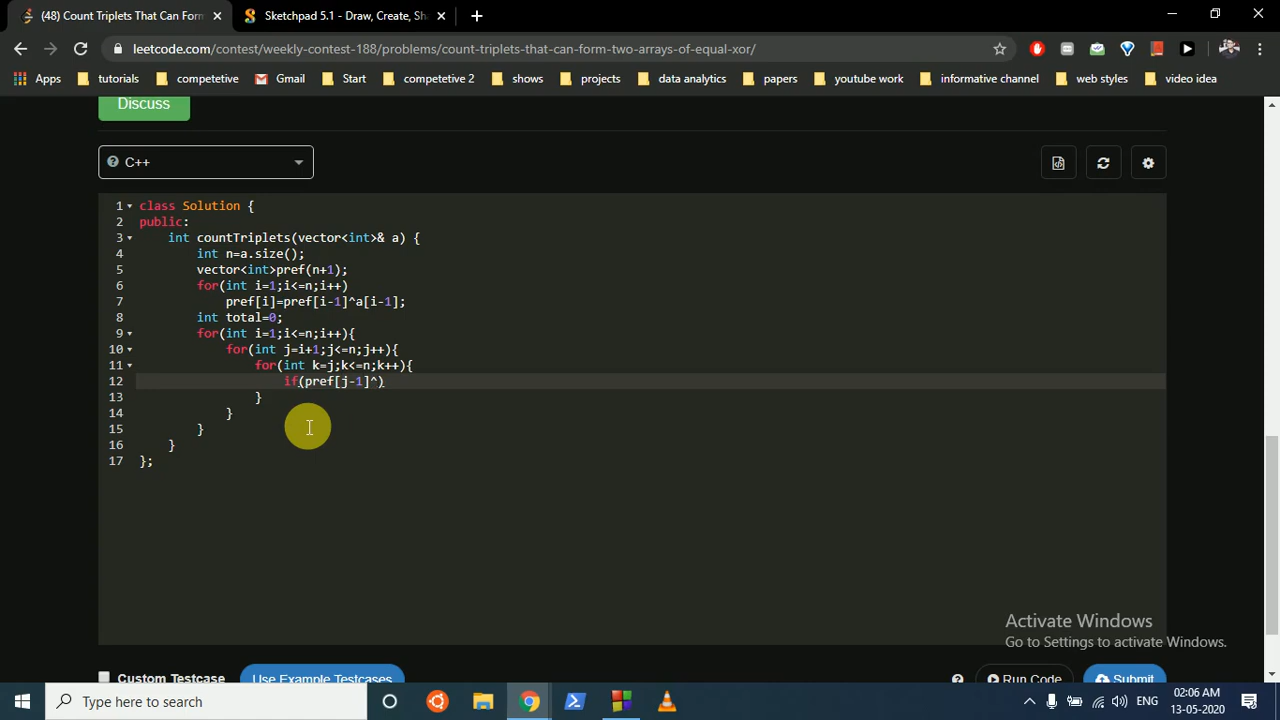 (48) Count Triplets That Can Form
Sketchpad 5.1 - Draw, Create, Sha
leetcode.com/contest/weekly-contest-188/problems/count-triplets-that-can-form-two-arrays-of-equal-xor/
Apps tutorials competetive Gmail Start competetive 2 shows projects data analytics papers youtube work informative channel web styles video idea
Discuss
C++
1 class Solution {
2 public:
3 int countTriplets(vector<int>& a) {
4 int n=a.size();
5 vector<int>pref(n+1);
6 for(int i=1;i<=n;i++)
7 pref[i]=pref[i-1]^a[i-1];
8 int total=0;
9 for(int i=1;i<=n;i++){
10 for(int j=i+1;j<=n;j++){
11 for(int k=j;k<=n;k++){
12 if(pref[j-1]^)
13 }
14 }
15 }
16 }
17 };
Activate Windows
Go to Settings to activate Windows.
Custom Testcase Use Example Testcases Run Code Submit
Type here to search
ENG
02:06 AM
13-05-2020